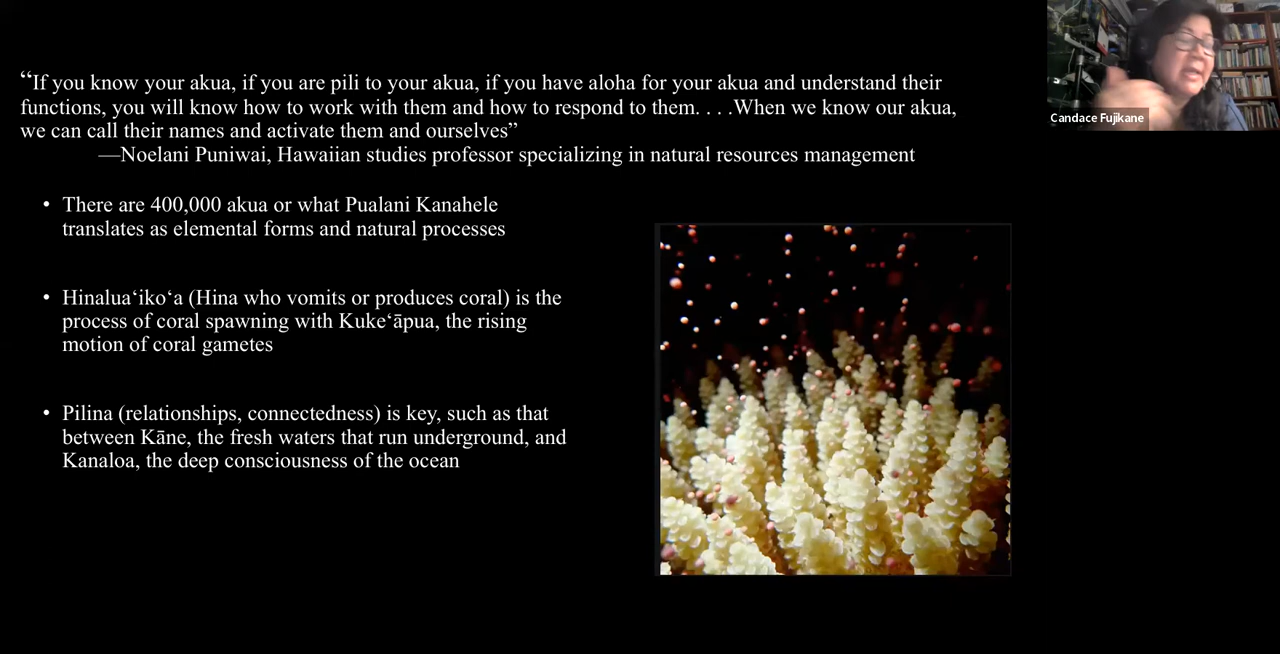 “If you know your akua, if you are pili to your akua, if you have aloha for your akua and understand their
functions, you will know how to work with them and how to respond to them. . . .When we know our akua,
we can call their names and activate them and ourselves”
—Noelani Puniwai, Hawaiian studies professor specializing in natural resources management
Candace Fujikane
• There are 400,000 akua or what Pualani Kanahele
translates as elemental forms and natural processes
• Hinalua‘iko‘a (Hina who vomits or produces coral) is the
process of coral spawning with Kuke‘āpua, the rising
motion of coral gametes
• Pilina (relationships, connectedness) is key, such as that
between Kāne, the fresh waters that run underground, and
Kanaloa, the deep consciousness of the ocean